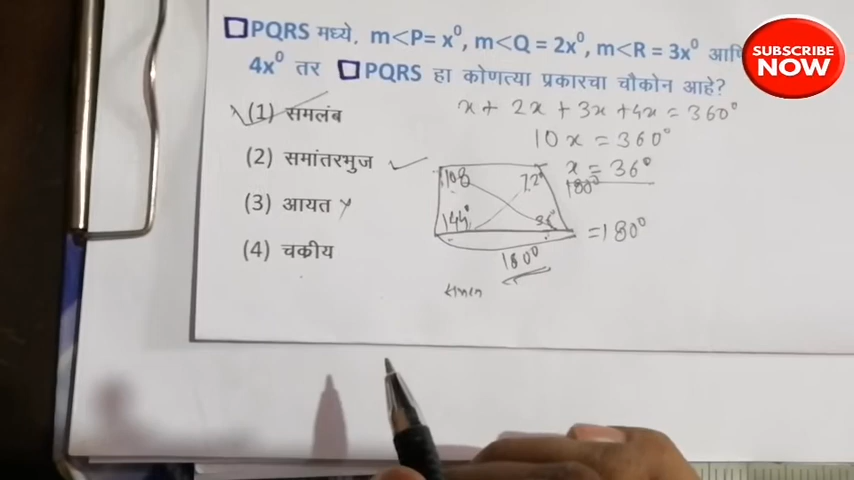 □PQRS मध्ये, m<P= x⁰, m<Q = 2x⁰, m<R = 3x⁰ आणि
4x⁰ तर □PQRS हा कोणत्या प्रकारचा चौकोन आहे?
SUBSCRIBE
NOW
x + 2x + 3x + 4x = 360°
(1) समलंब
10x = 360°
(2) समांतरभुज
x = 36°
108
72°
180°
(3) आयत
144°
36°
= 180°
(4) चक्रीय
180°